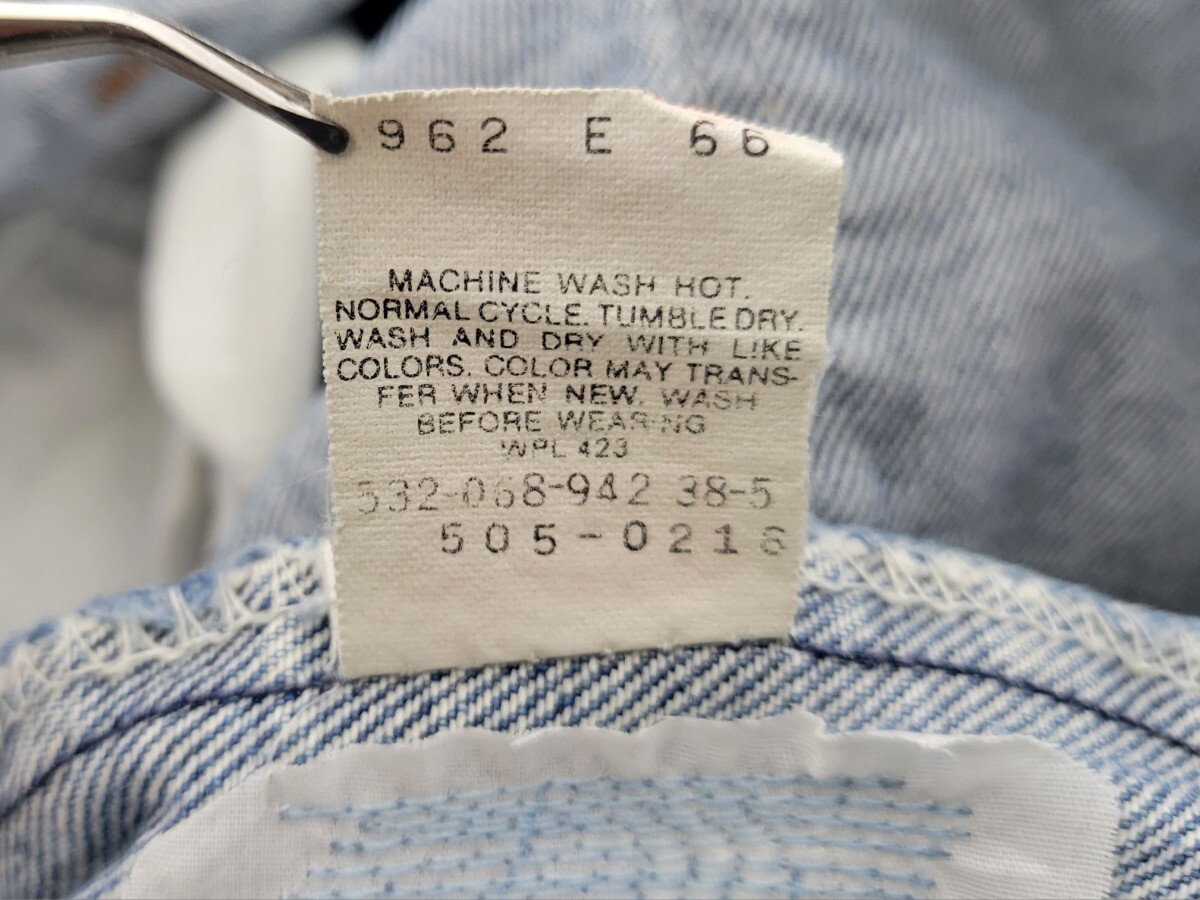 962 E 66
MACHINE WASH HOT.
NORMAL CYCLE. TUMBLE DRY.
WASH AND DRY WITH LIKE
COLORS. COLOR MAY TRANS-
FER WHEN NEW. WASH
BEFORE WEARING
WPL 423
532-068-942 38-5
505-0216